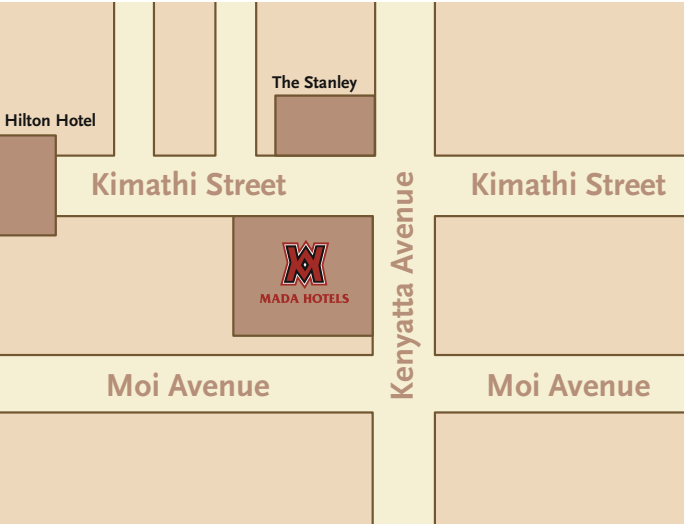 The Stanley
Hilton Hotel
Kimathi Street
Kimathi Street
Kenyatta Avenue
MADA HOTELS
Moi Avenue
Moi Avenue